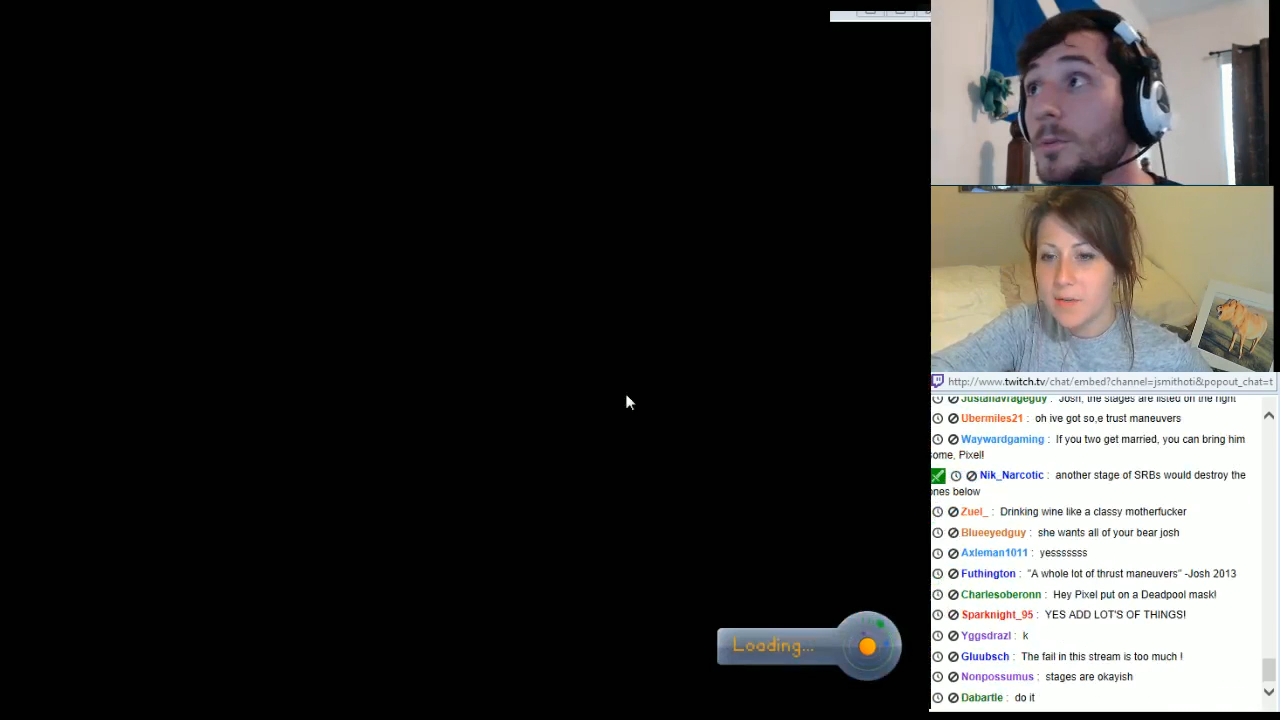 http://www.twitch.tv/chat/embed?channel=jsmithoti&popout_chat=t
Justahavrageguy : Josh, the stages are listed on the right
Ubermiles21 : oh ive got so,e trust maneuvers
Waywardgaming : If you two get married, you can bring him
some, Pixel!
Nik_Narcotic : another stage of SRBs would destroy the
ones below
Zuel_ : Drinking wine like a classy motherfucker
Blueeyedguy : she wants all of your bear josh
Axleman1011 : yesssssss
Futhington : "A whole lot of thrust maneuvers" -Josh 2013
Charlesoberonn : Hey Pixel put on a Deadpool mask!
Sparknight_95 : YES ADD LOT'S OF THINGS!
Yggsdrazl : k
Gluubsch : The fail in this stream is too much !
Nonpossumus : stages are okayish
Dabartle : do it
Loading...